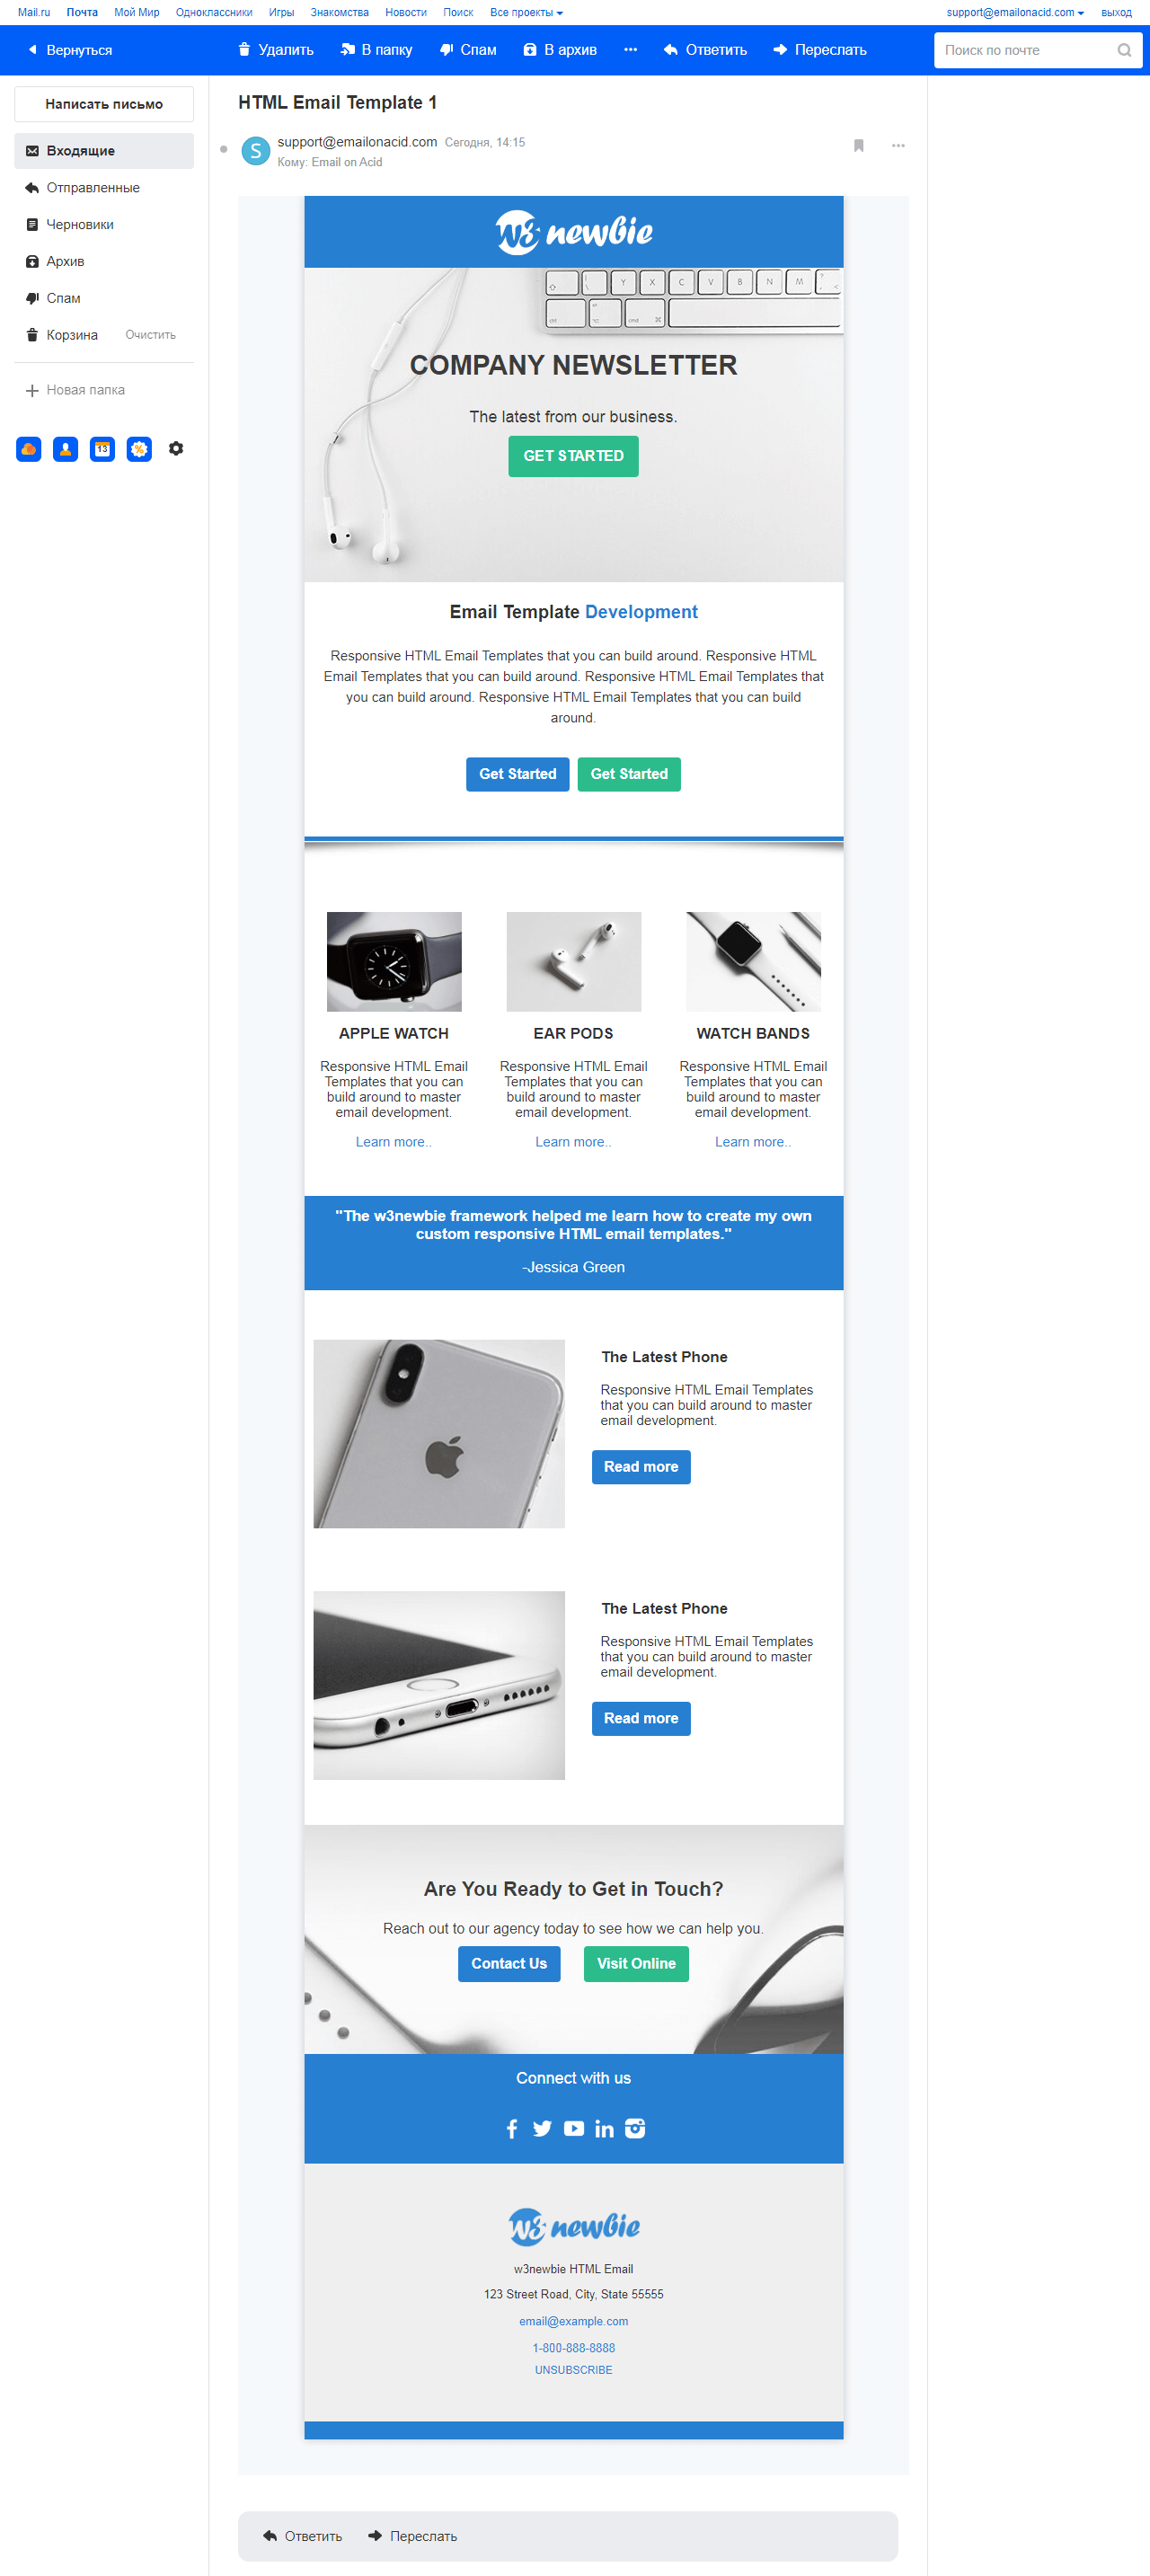 Mail.ru Почта Мой Мир Одноклассники Игры Знакомства Новости Поиск Все проекты support@emailonacid.com выход
Вернуться Удалить В папку Спам В архив Ответить Переслать Поиск по почте
Написать письмо
Входящие
Отправленные
Черновики
Архив
Спам
Корзина Очистить
Новая папка
13
HTML Email Template 1
S support@emailonacid.com Сегодня, 14:15
Кому: Email on Acid
w3 newbie
COMPANY NEWSLETTER
The latest from our business.
GET STARTED
Email Template Development
Responsive HTML Email Templates that you can build around. Responsive HTML
Email Templates that you can build around. Responsive HTML Email Templates that
you can build around. Responsive HTML Email Templates that you can build
around.
Get Started Get Started
APPLE WATCH
Responsive HTML Email
Templates that you can
build around to master
email development.
Learn more..
EAR PODS
Responsive HTML Email
Templates that you can
build around to master
email development.
Learn more..
WATCH BANDS
Responsive HTML Email
Templates that you can
build around to master
email development.
Learn more..
"The w3newbie framework helped me learn how to create my own
custom responsive HTML email templates."
-Jessica Green
The Latest Phone
Responsive HTML Email Templates
that you can build around to master
email development.
Read more
The Latest Phone
Responsive HTML Email Templates
that you can build around to master
email development.
Read more
Are You Ready to Get in Touch?
Reach out to our agency today to see how we can help you.
Contact Us Visit Online
Connect with us
w3 newbie
w3newbie HTML Email
123 Street Road, City, State 55555
email@example.com
1-800-888-8888
UNSUBSCRIBE
Ответить Переслать